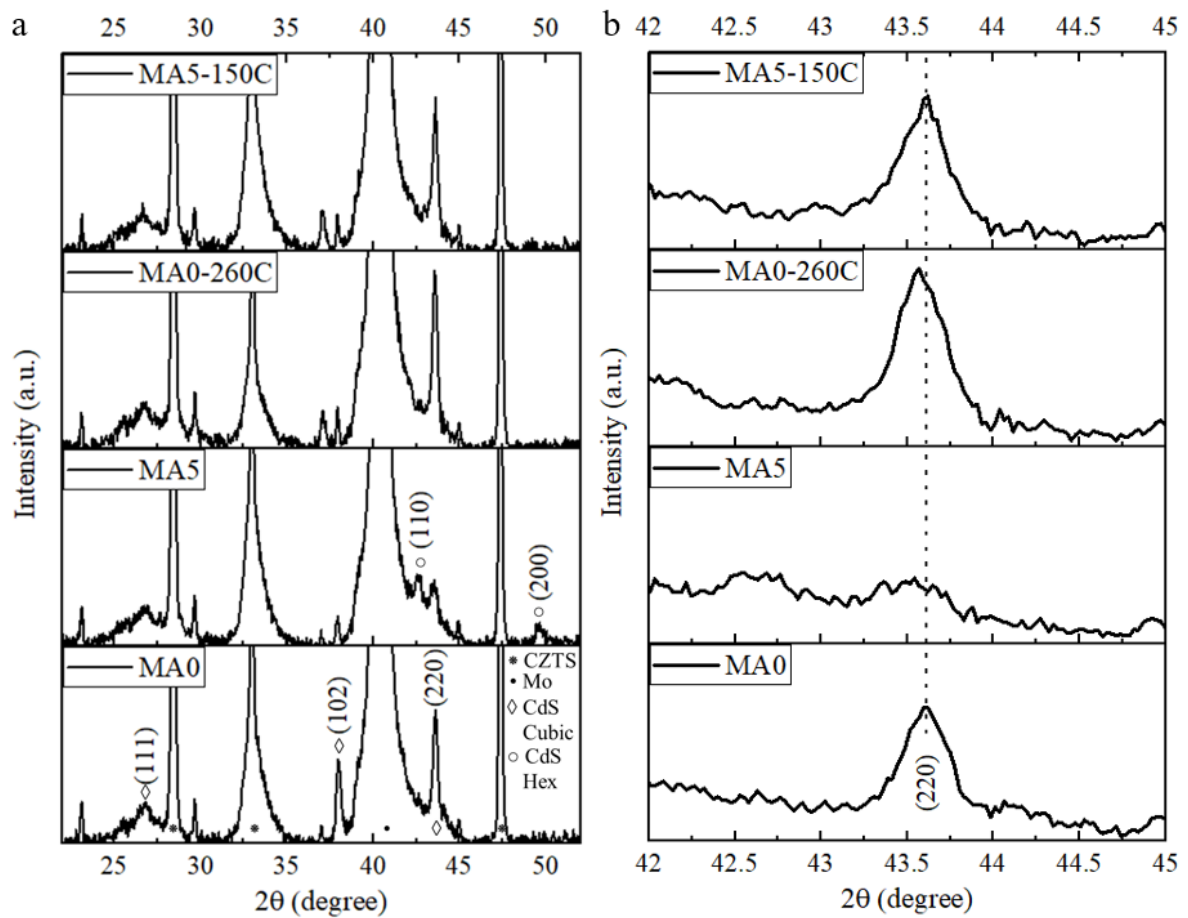 a
25 30 35 40 45 50
MA5-150C
MA0-260C
MA5
(110)
(200)
MA0
(111)
(102)
(220)
* CZTS
• Mo
◇ CdS
Cubic
○ CdS
Hex
25 30 35 40 45 50
2θ (degree)
Intensity (a.u.)
b
42 42.5 43 43.5 44 44.5 45
MA5-150C
MA0-260C
MA5
MA0
(220)
42 42.5 43 43.5 44 44.5 45
2θ (degree)
Intensity (a.u.)